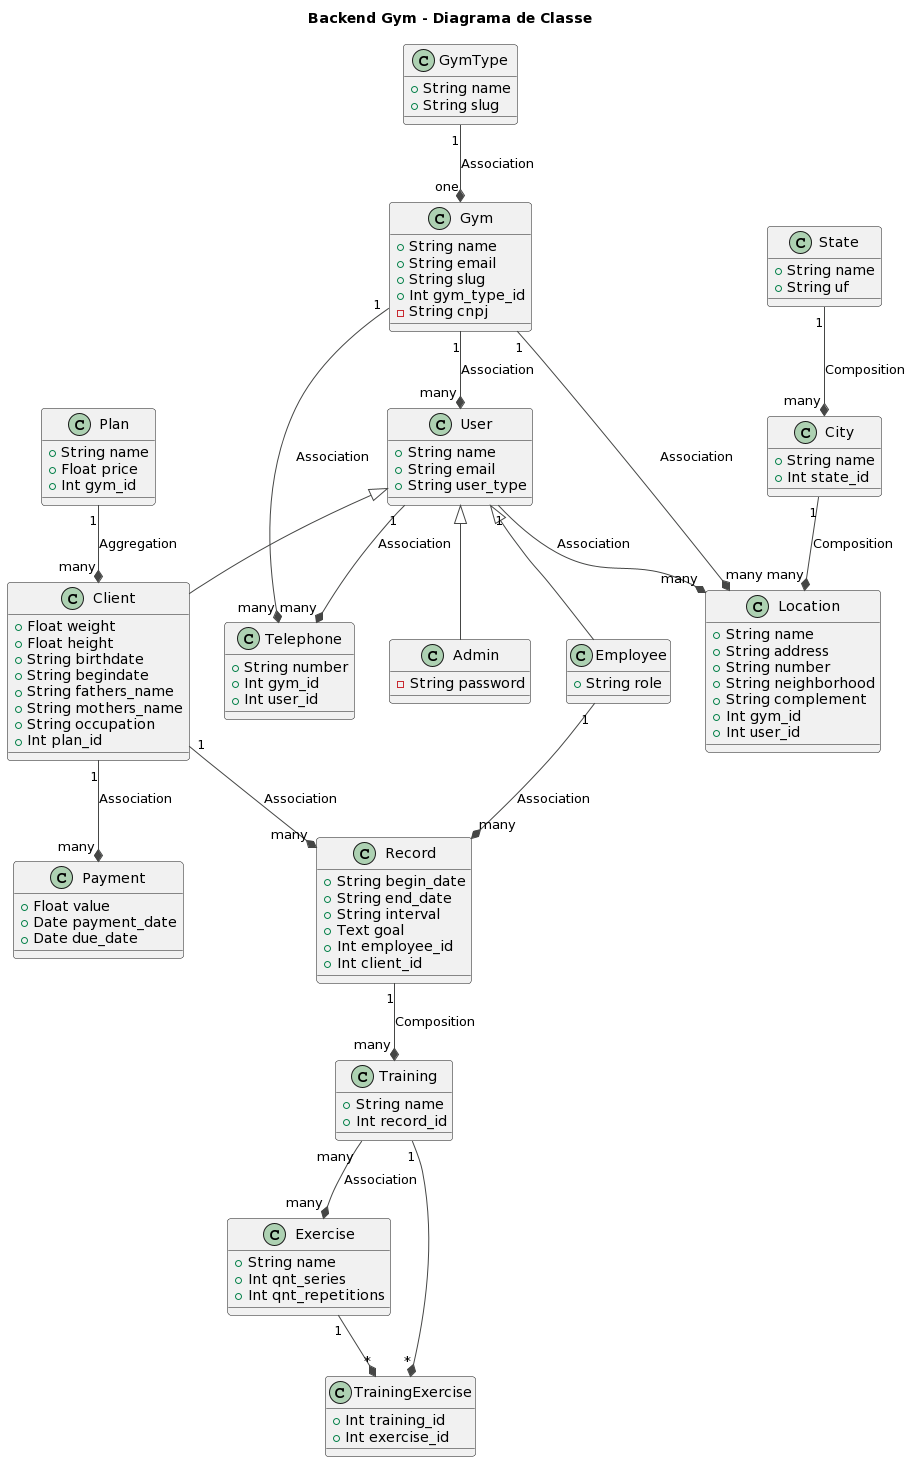 Backend Gym - Diagrama de Classe
C GymType
String name
String slug
1
Association
one
C Gym
String name
String email
String slug
Int gym_type_id
String cnpj
C State
String name
String uf
1
1
Association
many
1
Association
1
Association
many
1
Composition
many
C Plan
String name
Float price
Int gym_id
C User
String name
String email
String user_type
C City
String name
Int state_id
1
Aggregation
many
1
Association
many
1
Association
many
1
Composition
many
C Client
Float weight
Float height
String birthdate
String begindate
String fathers_name
String mothers_name
String occupation
Int plan_id
C Telephone
String number
Int gym_id
Int user_id
C Admin
String password
C Employee
String role
C Location
String name
String address
String number
String neighborhood
String complement
Int gym_id
Int user_id
1
Association
many
1
Association
many
1
Association
many
C Payment
Float value
Date payment_date
Date due_date
C Record
String begin_date
String end_date
String interval
Text goal
Int employee_id
Int client_id
1
Composition
many
C Training
String name
Int record_id
many
Association
many
1
C Exercise
String name
Int qnt_series
Int qnt_repetitions
1
*
*
C TrainingExercise
Int training_id
Int exercise_id